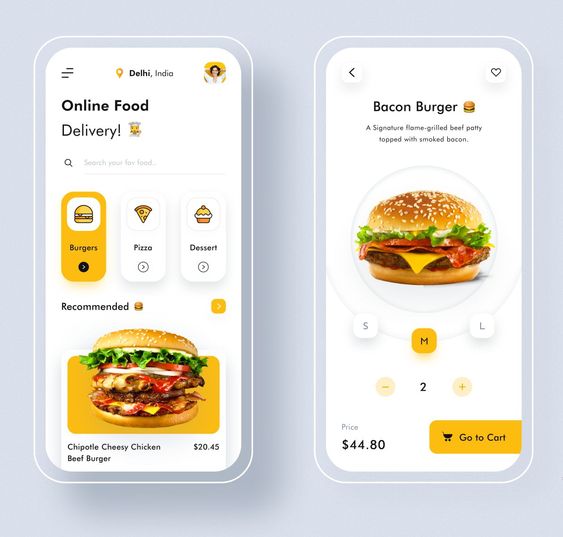 Delhi, India
Online Food
Delivery! 👨‍🍳
Search your fav food..
Burgers
Pizza
Dessert
Recommended 🍔
Chipotle Cheesy Chicken
Beef Burger
$20.45
Bacon Burger 🍔
A Signature flame-grilled beef patty
topped with smoked bacon.
S
M
L
− 2 +
Price
$44.80
Go to Cart